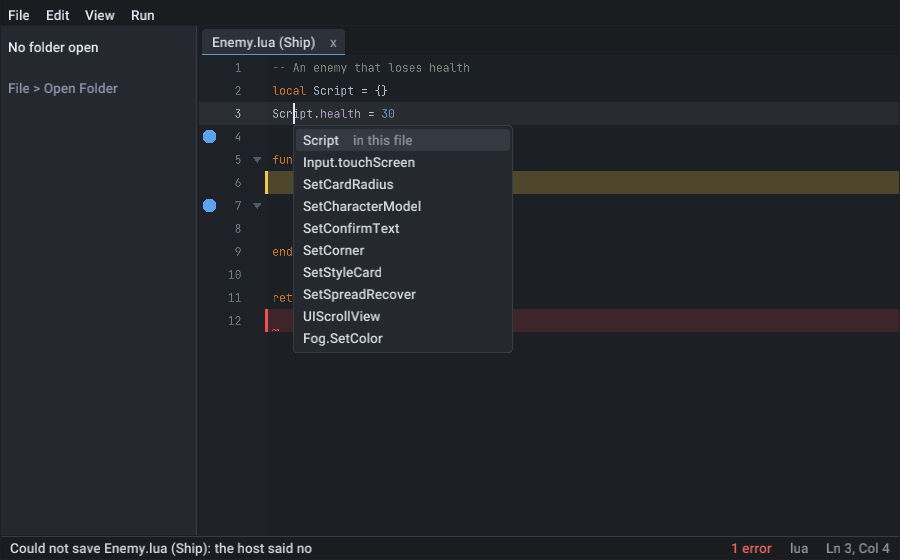 File Edit View Run
No folder open
File > Open Folder
Enemy.lua (Ship) x
1 -- An enemy that loses health
2 local Script = {}
3 Script.health = 30
4
5 fun
6
7
8
9 end
10
11 ret
12
Script in this file
Input.touchScreen
SetCardRadius
SetCharacterModel
SetConfirmText
SetCorner
SetStyleCard
SetSpreadRecover
UIScrollView
Fog.SetColor
Could not save Enemy.lua (Ship): the host said no 1 error lua Ln 3, Col 4